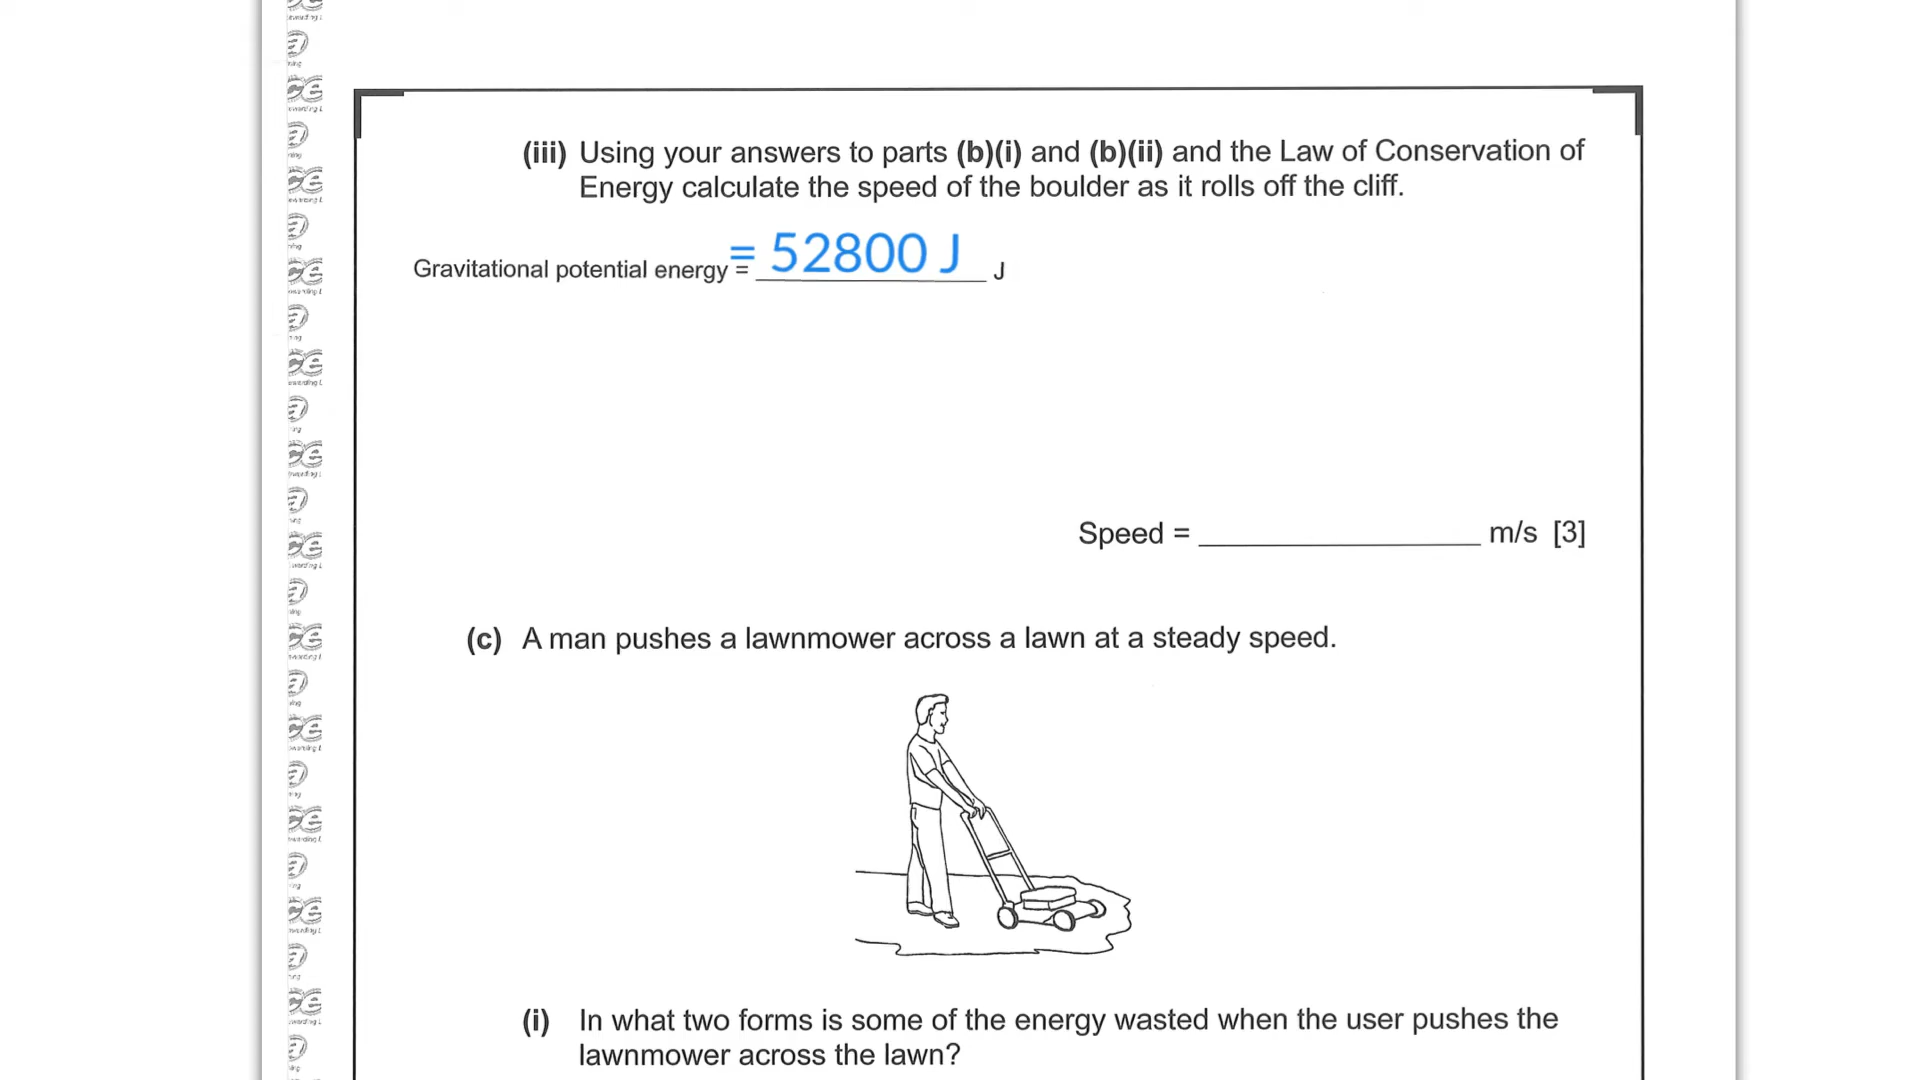 (iii) Using your answers to parts (b)(i) and (b)(ii) and the Law of Conservation of
Energy calculate the speed of the boulder as it rolls off the cliff.
Gravitational potential energy = = 52800 J J
Speed = ____________ m/s [3]
(c) A man pushes a lawnmower across a lawn at a steady speed.
(i) In what two forms is some of the energy wasted when the user pushes the
lawnmower across the lawn?